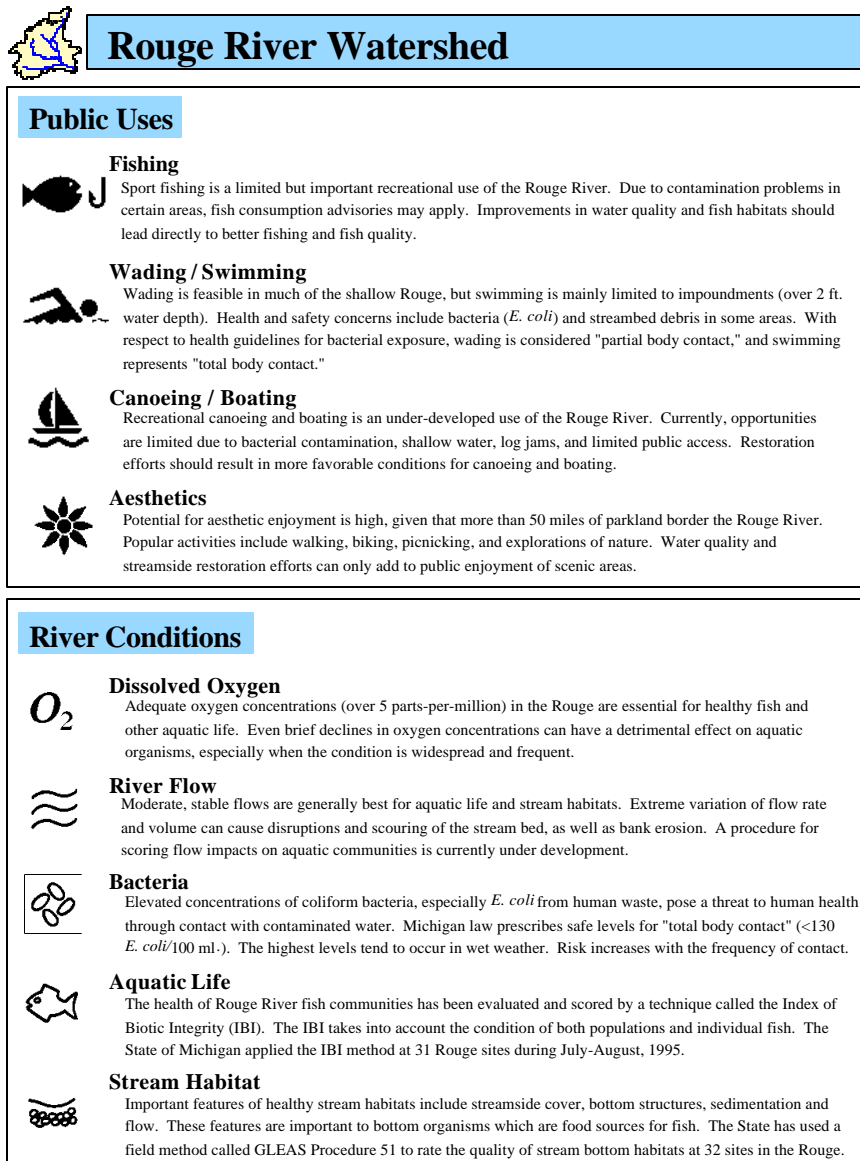 Rouge River Watershed
Public Uses
Fishing
Sport fishing is a limited but important recreational use of the Rouge River. Due to contamination problems in
certain areas, fish consumption advisories may apply. Improvements in water quality and fish habitats should
lead directly to better fishing and fish quality.
Wading / Swimming
Wading is feasible in much of the shallow Rouge, but swimming is mainly limited to impoundments (over 2 ft.
water depth). Health and safety concerns include bacteria (E. coli) and streambed debris in some areas. With
respect to health guidelines for bacterial exposure, wading is considered "partial body contact," and swimming
represents "total body contact."
Canoeing / Boating
Recreational canoeing and boating is an under-developed use of the Rouge River. Currently, opportunities
are limited due to bacterial contamination, shallow water, log jams, and limited public access. Restoration
efforts should result in more favorable conditions for canoeing and boating.
Aesthetics
Potential for aesthetic enjoyment is high, given that more than 50 miles of parkland border the Rouge River.
Popular activities include walking, biking, picnicking, and explorations of nature. Water quality and
streamside restoration efforts can only add to public enjoyment of scenic areas.
River Conditions
O2
Dissolved Oxygen
Adequate oxygen concentrations (over 5 parts-per-million) in the Rouge are essential for healthy fish and
other aquatic life. Even brief declines in oxygen concentrations can have a detrimental effect on aquatic
organisms, especially when the condition is widespread and frequent.
River Flow
Moderate, stable flows are generally best for aquatic life and stream habitats. Extreme variation of flow rate
and volume can cause disruptions and scouring of the stream bed, as well as bank erosion. A procedure for
scoring flow impacts on aquatic communities is currently under development.
Bacteria
Elevated concentrations of coliform bacteria, especially E. coli from human waste, pose a threat to human health
through contact with contaminated water. Michigan law prescribes safe levels for "total body contact" (<130
E. coli/100 ml.). The highest levels tend to occur in wet weather. Risk increases with the frequency of contact.
Aquatic Life
The health of Rouge River fish communities has been evaluated and scored by a technique called the Index of
Biotic Integrity (IBI). The IBI takes into account the condition of both populations and individual fish. The
State of Michigan applied the IBI method at 31 Rouge sites during July-August, 1995.
Stream Habitat
Important features of healthy stream habitats include streamside cover, bottom structures, sedimentation and
flow. These features are important to bottom organisms which are food sources for fish. The State has used a
field method called GLEAS Procedure 51 to rate the quality of stream bottom habitats at 32 sites in the Rouge.